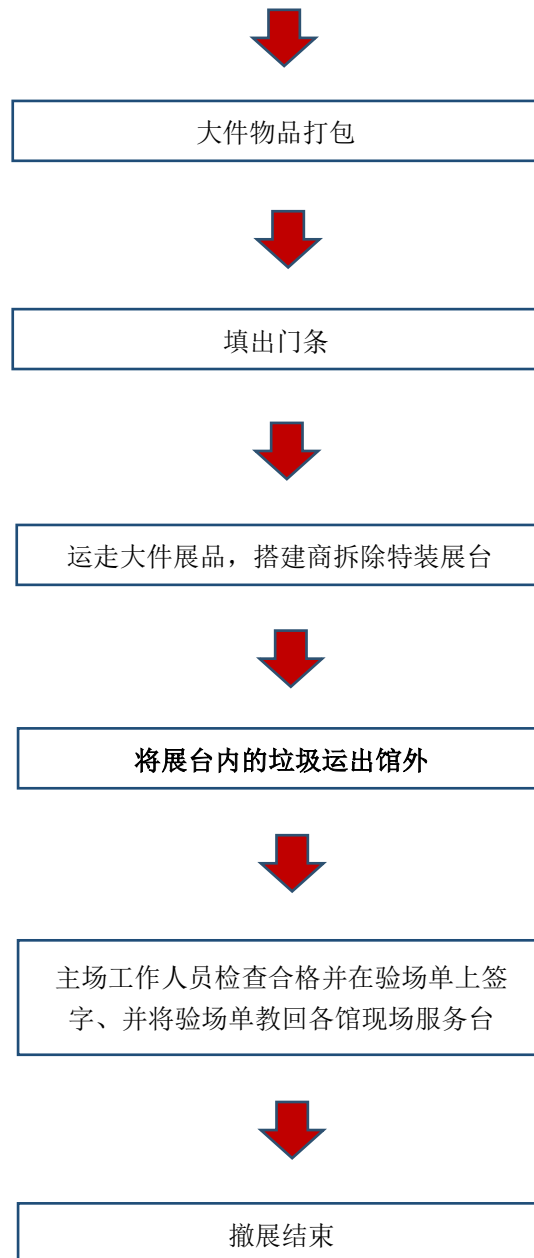 大件物品打包
填出门条
运走大件展品，搭建商拆除特装展台
将展台内的垃圾运出馆外
主场工作人员检查合格并在验场单上签
字、并将验场单教回各馆现场服务台
撤展结束